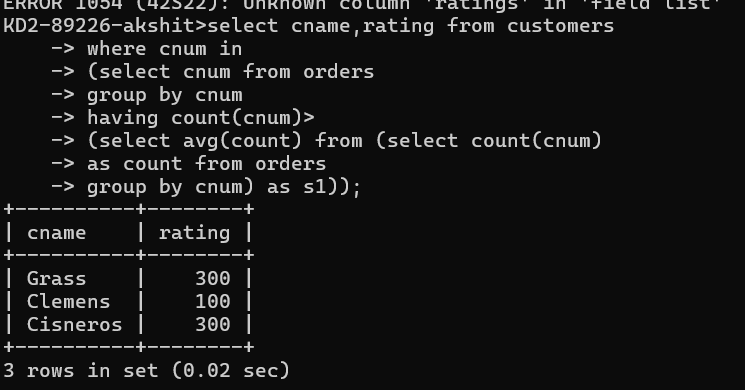 ERROR 1054 (42S22): Unknown column 'ratings' in 'field list'
KD2-89226-akshit>select cname,rating from customers
    -> where cnum in
    -> (select cnum from orders
    -> group by cnum
    -> having count(cnum)>
    -> (select avg(count) from (select count(cnum)
    -> as count from orders
    -> group by cnum) as s1));
+----------+--------+
| cname    | rating |
+----------+--------+
| Grass    |    300 |
| Clemens  |    100 |
| Cisneros |    300 |
+----------+--------+
3 rows in set (0.02 sec)